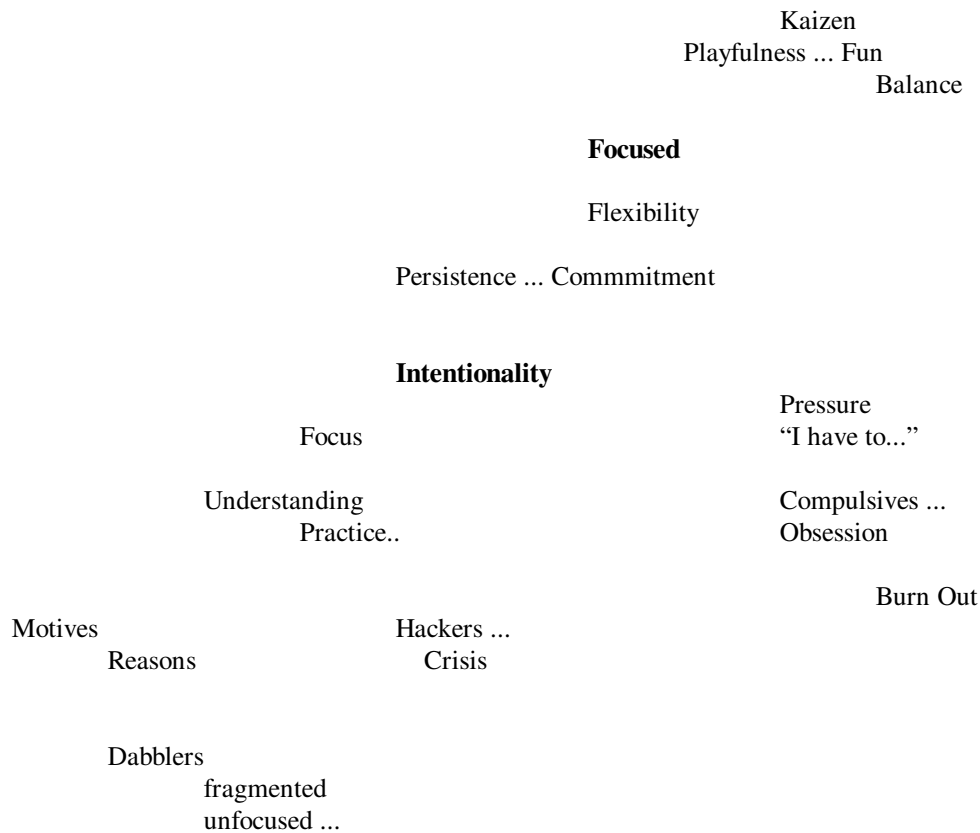 Kaizen
Playfulness ... Fun
Balance
Focused
Flexibility
Persistence ... Commmitment
Intentionality
Pressure
Focus “I have to...”
Understanding Compulsives ...
Practice.. Obsession
Burn Out
Motives Hackers ...
Reasons Crisis
Dabblers
fragmented
unfocused ...